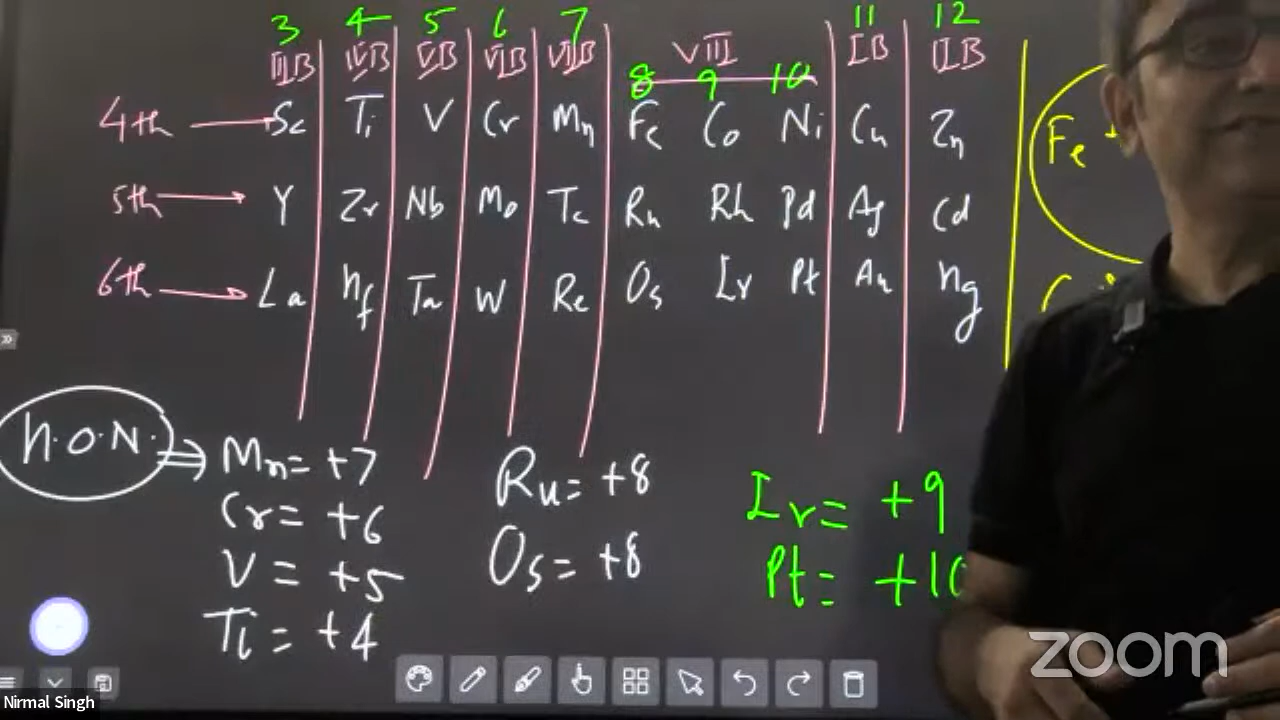 3 4 5 6 7 11 12
IIIB IVB VB VIB VIIB VIII IB IIB
8 9 10
4th Sc Ti V Cr Mn Fe Co Ni Cu Zn
Fe +
5th Y Zr Nb Mo Tc Ru Rh Pd Ag Cd
6th La Hf Ta W Re Os Ir Pt Au Hg
H.O.N. ⇒ Mn = +7
Cr = +6
V = +5
Ti = +4
Ru = +8
Os = +8
Ir = +9
Pt = +10
zoom
Nirmal Singh